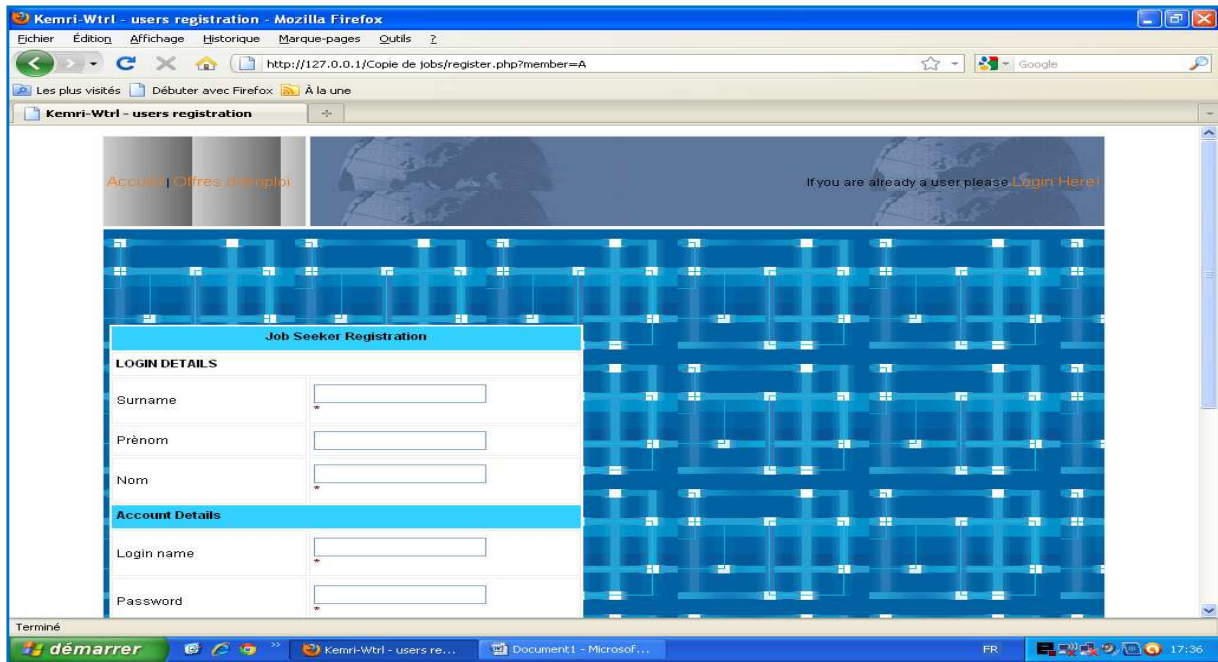 Kemri-Wtrl - users registration - Mozilla Firefox
Fichier Édition Affichage Historique Marque-pages Outils ?
http://127.0.0.1/Copie de jobs/register.php?member=A
Google
Les plus visités Débuter avec Firefox À la une
Kemri-Wtrl - users registration
Accueil | Offres d'emploi
If you are already a user please Login Here!
Job Seeker Registration
LOGIN DETAILS
Surname
*
Prènom
Nom
*
Account Details
Login name
*
Password
*
Terminé
démarrer
Kemri-Wtrl - users re...
Document1 - Microsof...
FR
17:36